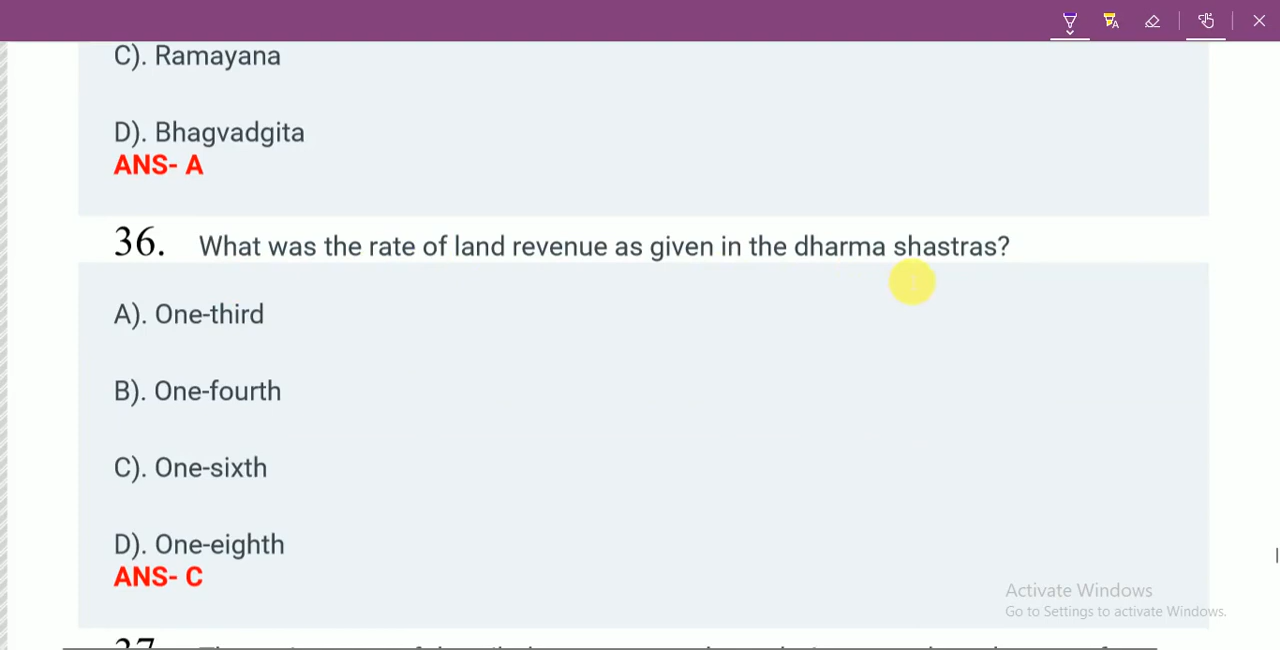 C). Ramayana
D). Bhagvadgita
ANS- A
36. What was the rate of land revenue as given in the dharma shastras?
A). One-third
B). One-fourth
C). One-sixth
D). One-eighth
ANS- C
Activate Windows
Go to Settings to activate Windows.